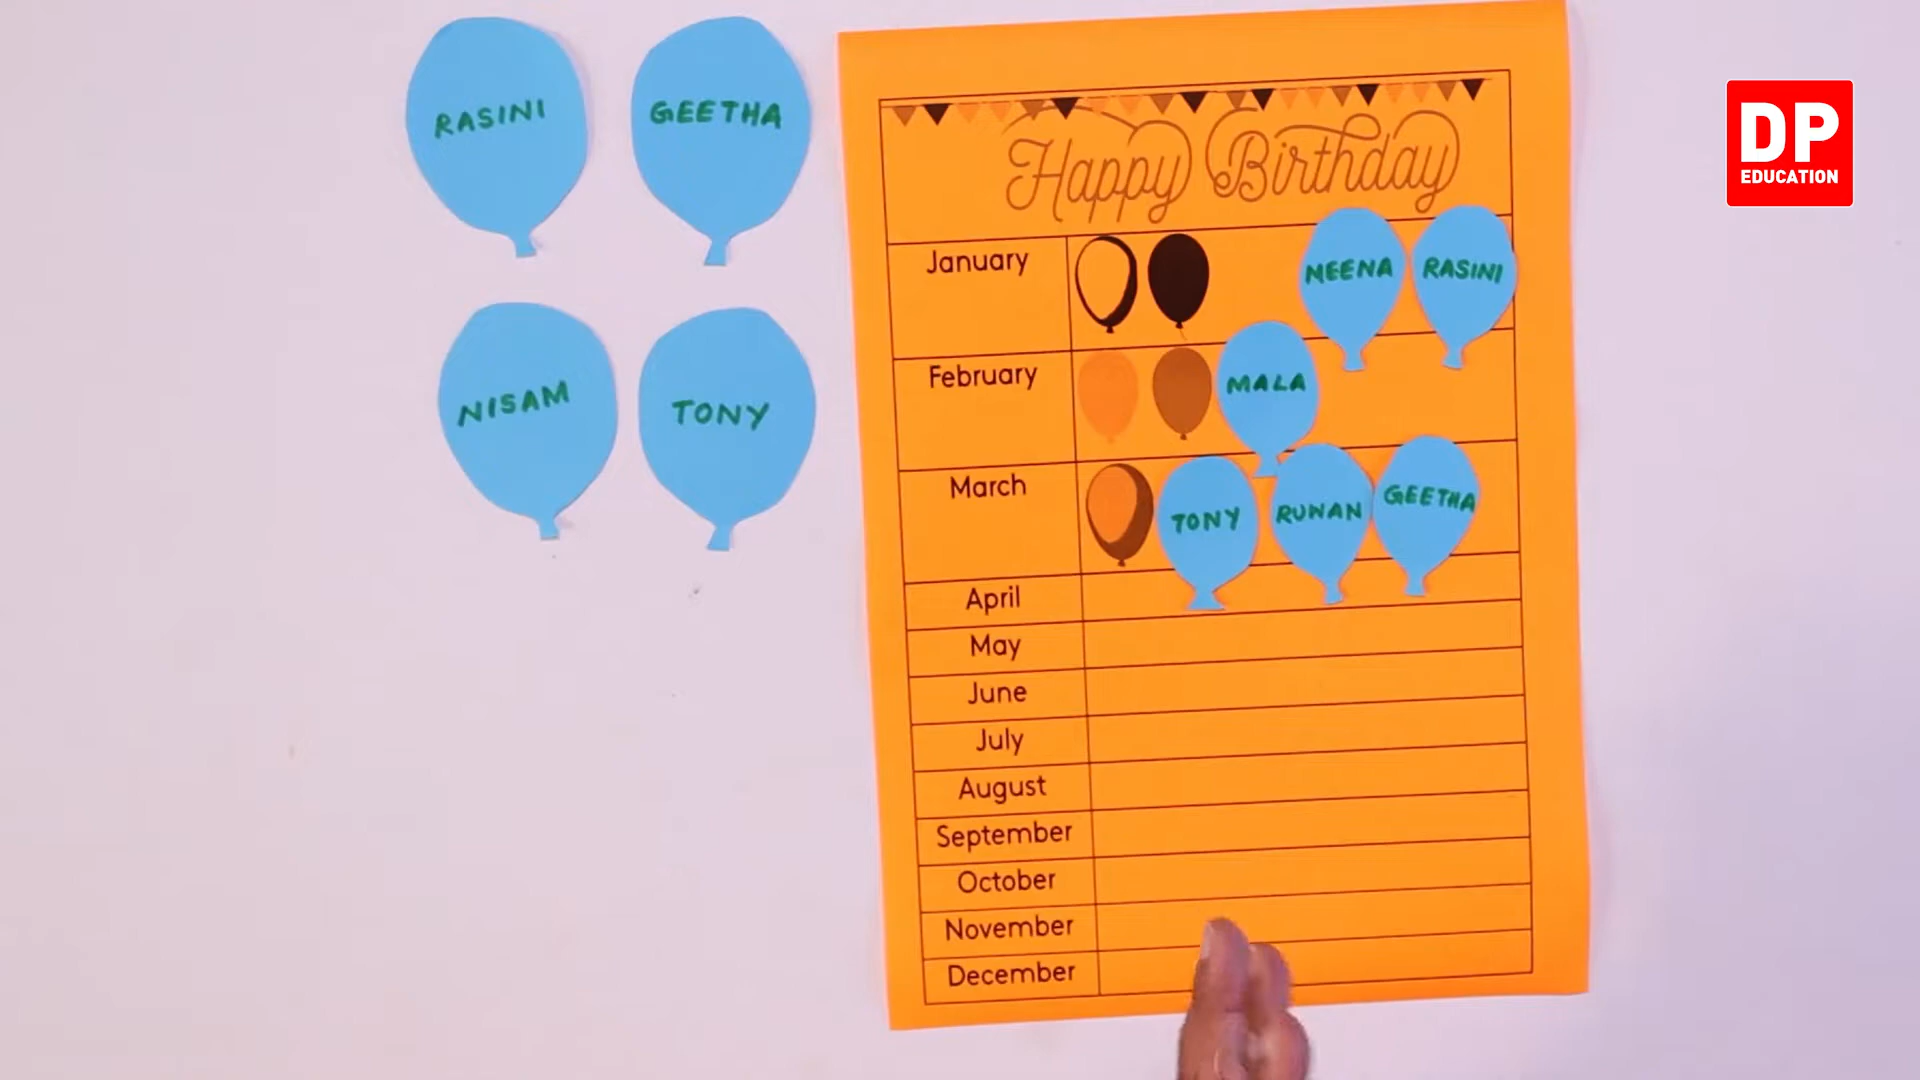 RASINI
GEETHA
NISAM
TONY
Happy Birthday
January
NEENA
RASINI
February
MALA
March
TONY
RUWAN
GEETHA
April
May
June
July
August
September
October
November
December
DP
EDUCATION